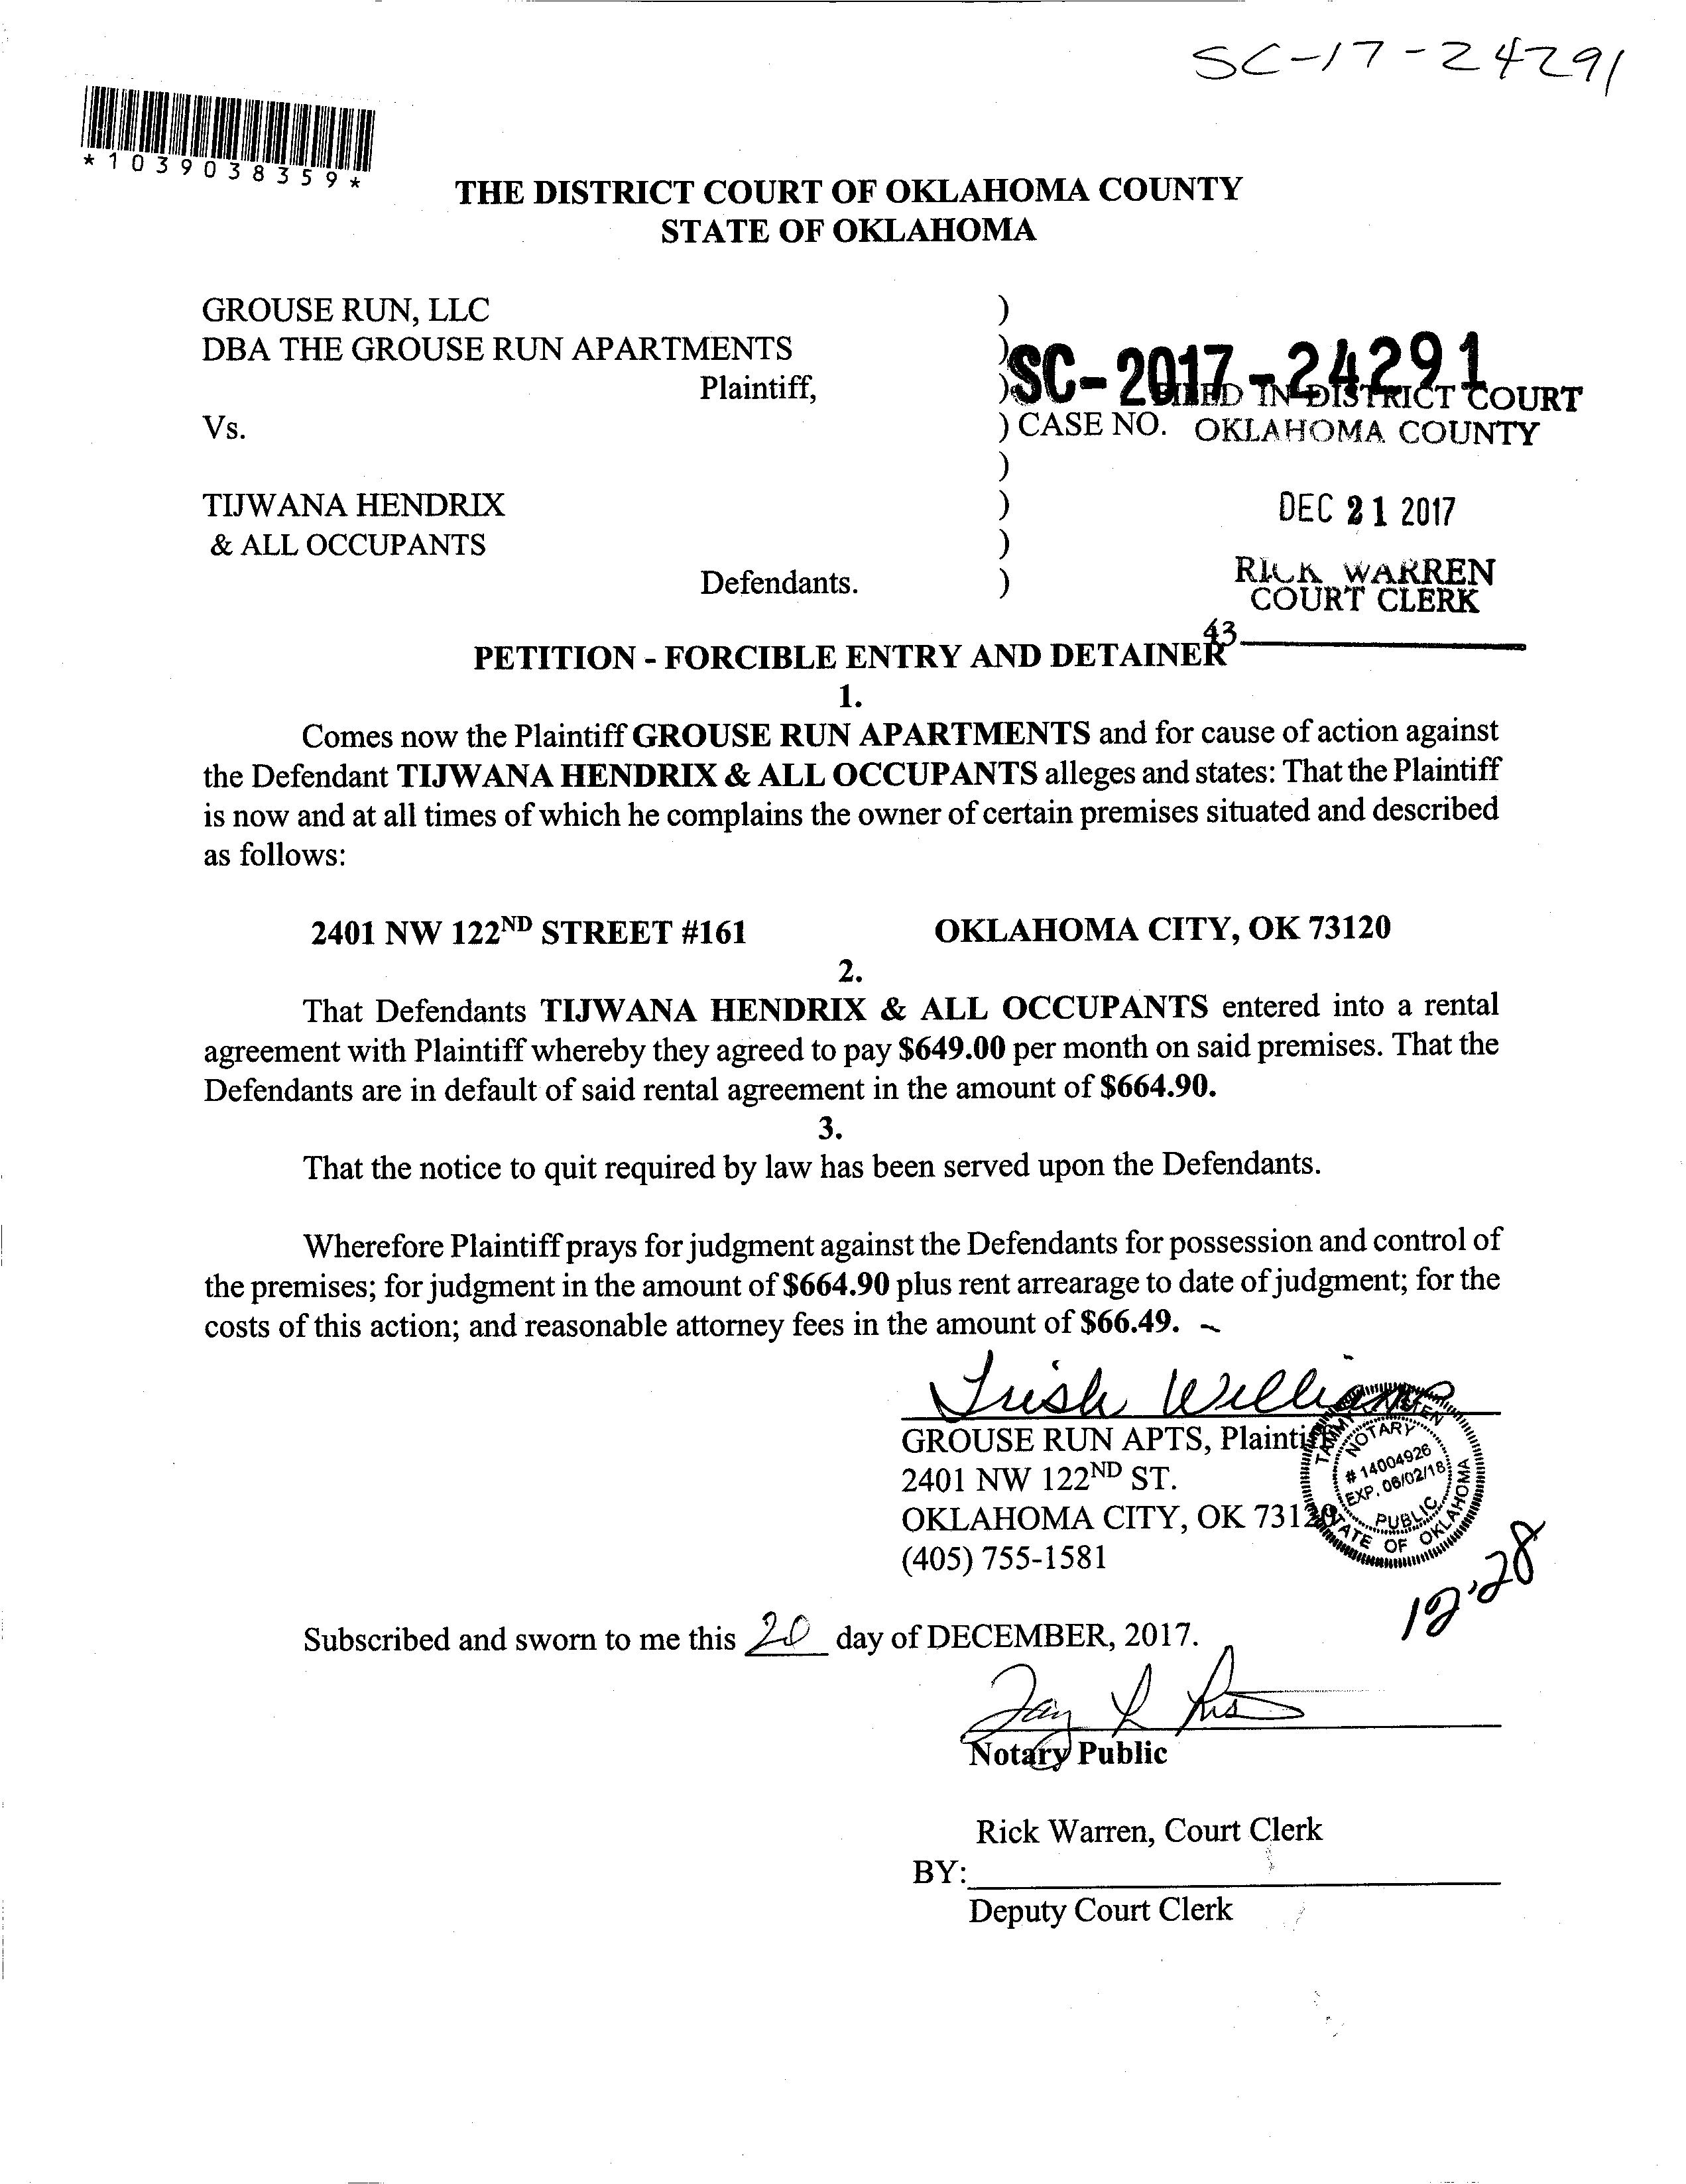 SC-17-24291
*1039038359*
THE DISTRICT COURT OF OKLAHOMA COUNTY
STATE OF OKLAHOMA
GROUSE RUN, LLC )
DBA THE GROUSE RUN APARTMENTS )
Plaintiff, ) SC-2017-24291
FILED IN DISTRICT COURT
Vs. ) CASE NO. OKLAHOMA COUNTY
)
TIJWANA HENDRIX ) DEC 21 2017
& ALL OCCUPANTS )
Defendants. ) RICK WARREN
COURT CLERK
43
PETITION - FORCIBLE ENTRY AND DETAINER
1.
Comes now the Plaintiff GROUSE RUN APARTMENTS and for cause of action against
the Defendant TIJWANA HENDRIX & ALL OCCUPANTS alleges and states: That the Plaintiff
is now and at all times of which he complains the owner of certain premises situated and described
as follows:
2401 NW 122ND STREET #161 OKLAHOMA CITY, OK 73120
2.
That Defendants TIJWANA HENDRIX & ALL OCCUPANTS entered into a rental
agreement with Plaintiff whereby they agreed to pay $649.00 per month on said premises. That the
Defendants are in default of said rental agreement in the amount of $664.90.
3.
That the notice to quit required by law has been served upon the Defendants.
Wherefore Plaintiff prays for judgment against the Defendants for possession and control of
the premises; for judgment in the amount of $664.90 plus rent arrearage to date of judgment; for the
costs of this action; and reasonable attorney fees in the amount of $66.49.
Trish Williams
GROUSE RUN APTS, Plaintiff
2401 NW 122ND ST.
OKLAHOMA CITY, OK 73120
(405) 755-1581
NOTARY
# 14004926
EXP. 06/02/18
PUBLIC
STATE OF OKLAHOMA
12-28
Subscribed and sworn to me this 20 day of DECEMBER, 2017.
Notary Public
Rick Warren, Court Clerk
BY:
Deputy Court Clerk